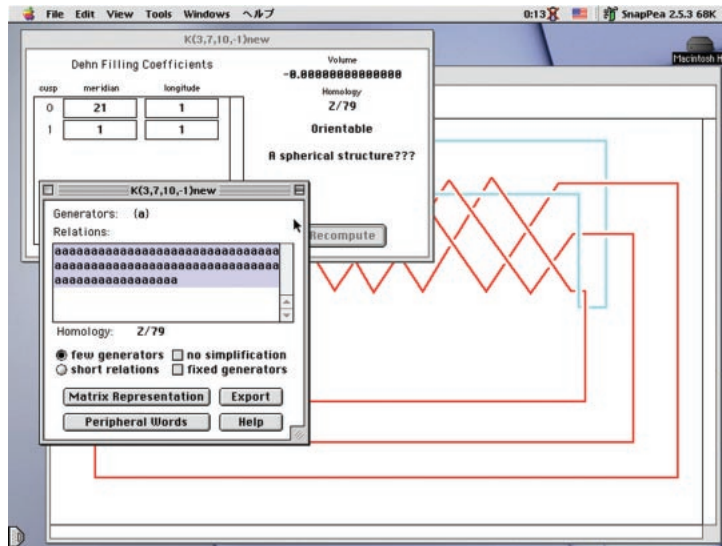 File Edit View Tools Windows ヘルプ 0:13 SnapPea 2.5.3 68K
K(3,7,10,-1)new
Macintosh H
Dehn Filling Coefficients
cusp meridian longitude
0 21 1
1 1 1
Volume
-0.00000000000000
Homology
Z/79
Orientable
A spherical structure???
Recompute
K(3,7,10,-1)new
Generators: (a)
Relations:
aaaaaaaaaaaaaaaaaaaaaaaaaaaaaaa
aaaaaaaaaaaaaaaaaaaaaaaaaaaaaaa
aaaaaaaaaaaaaaaaa
Homology: Z/79
few generators no simplification
short relations fixed generators
Matrix Representation Export
Peripheral Words Help